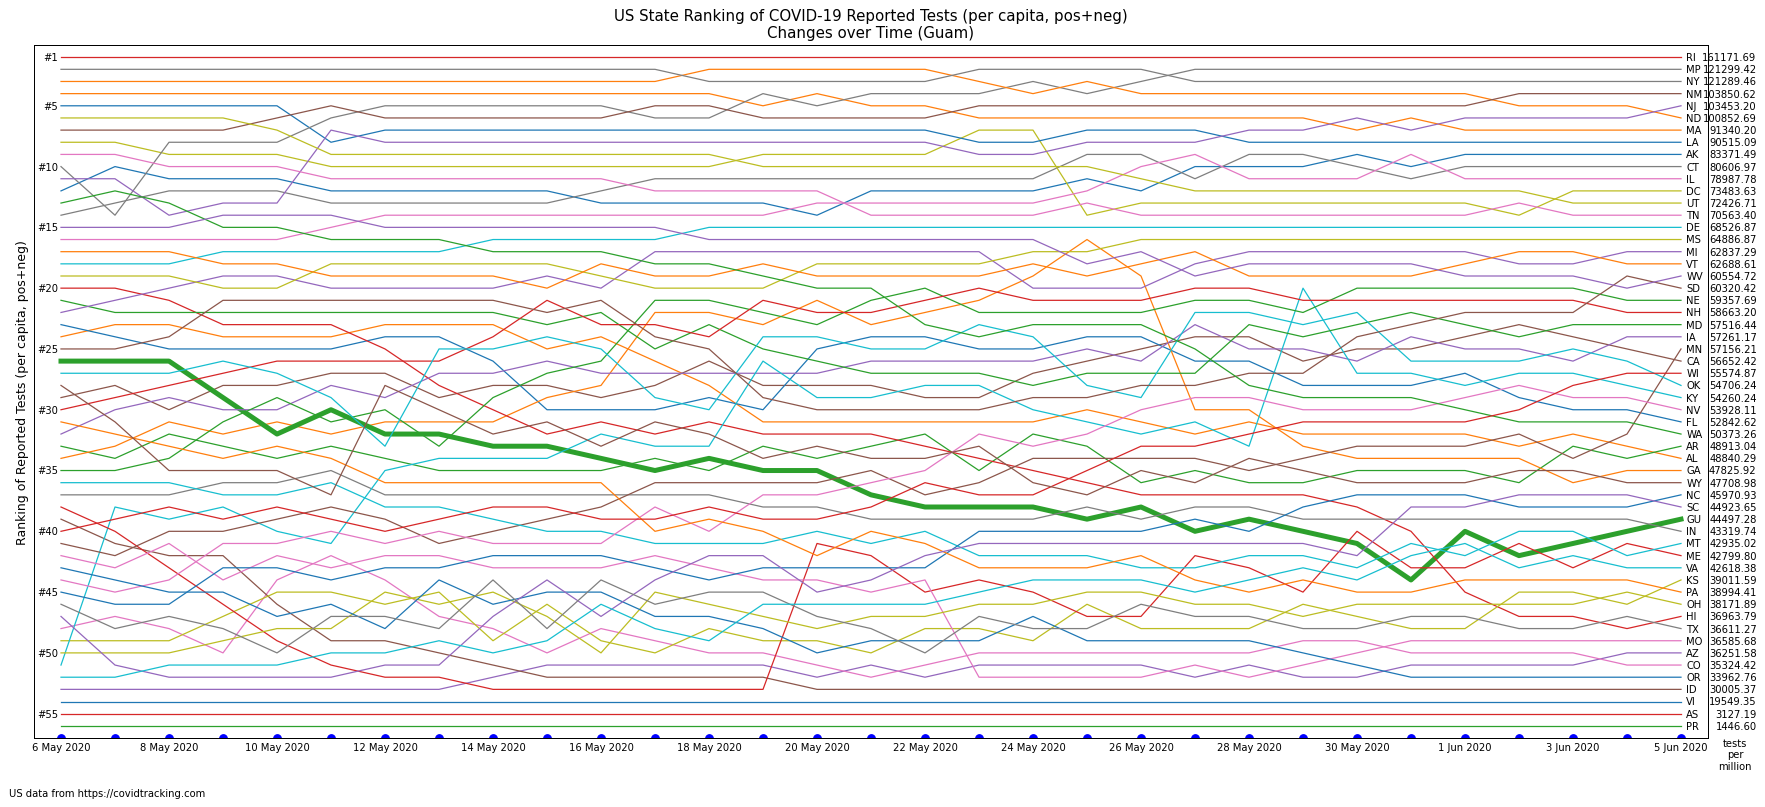 US State Ranking of COVID-19 Reported Tests (per capita, pos+neg)
Changes over Time (Guam)
Ranking of Reported Tests (per capita, pos+neg)
#1
#5
#10
#15
#20
#25
#30
#35
#40
#45
#50
#55
RI 161171.69
MP 121299.42
NY 121289.46
NM 103850.62
NJ 103453.20
ND 100852.69
MA 91340.20
LA 90515.09
AK 83371.49
CT 80606.97
IL 78987.78
DC 73483.63
UT 72426.71
TN 70563.40
DE 68526.87
MS 64886.87
MI 62837.29
VT 62688.61
WV 60554.72
SD 60320.42
NE 59357.69
NH 58663.20
MD 57516.44
IA 57261.17
MN 57156.21
CA 56652.42
WI 55574.87
OK 54706.24
KY 54260.24
NV 53928.11
FL 52842.62
WA 50373.26
AR 48913.04
AL 48840.29
GA 47825.92
WY 47708.98
NC 45970.93
SC 44923.65
GU 44497.28
IN 43319.74
MT 42935.02
ME 42799.80
VA 42618.38
KS 39011.59
PA 38994.41
OH 38171.89
HI 36963.79
TX 36611.27
MO 36585.68
AZ 36251.58
CO 35324.42
OR 33962.76
ID 30005.37
VI 19549.35
AS 3127.19
PR 1446.60
6 May 2020 8 May 2020 10 May 2020 12 May 2020 14 May 2020 16 May 2020 18 May 2020 20 May 2020 22 May 2020 24 May 2020 26 May 2020 28 May 2020 30 May 2020 1 Jun 2020 3 Jun 2020 5 Jun 2020
tests
per
million
US data from https://covidtracking.com